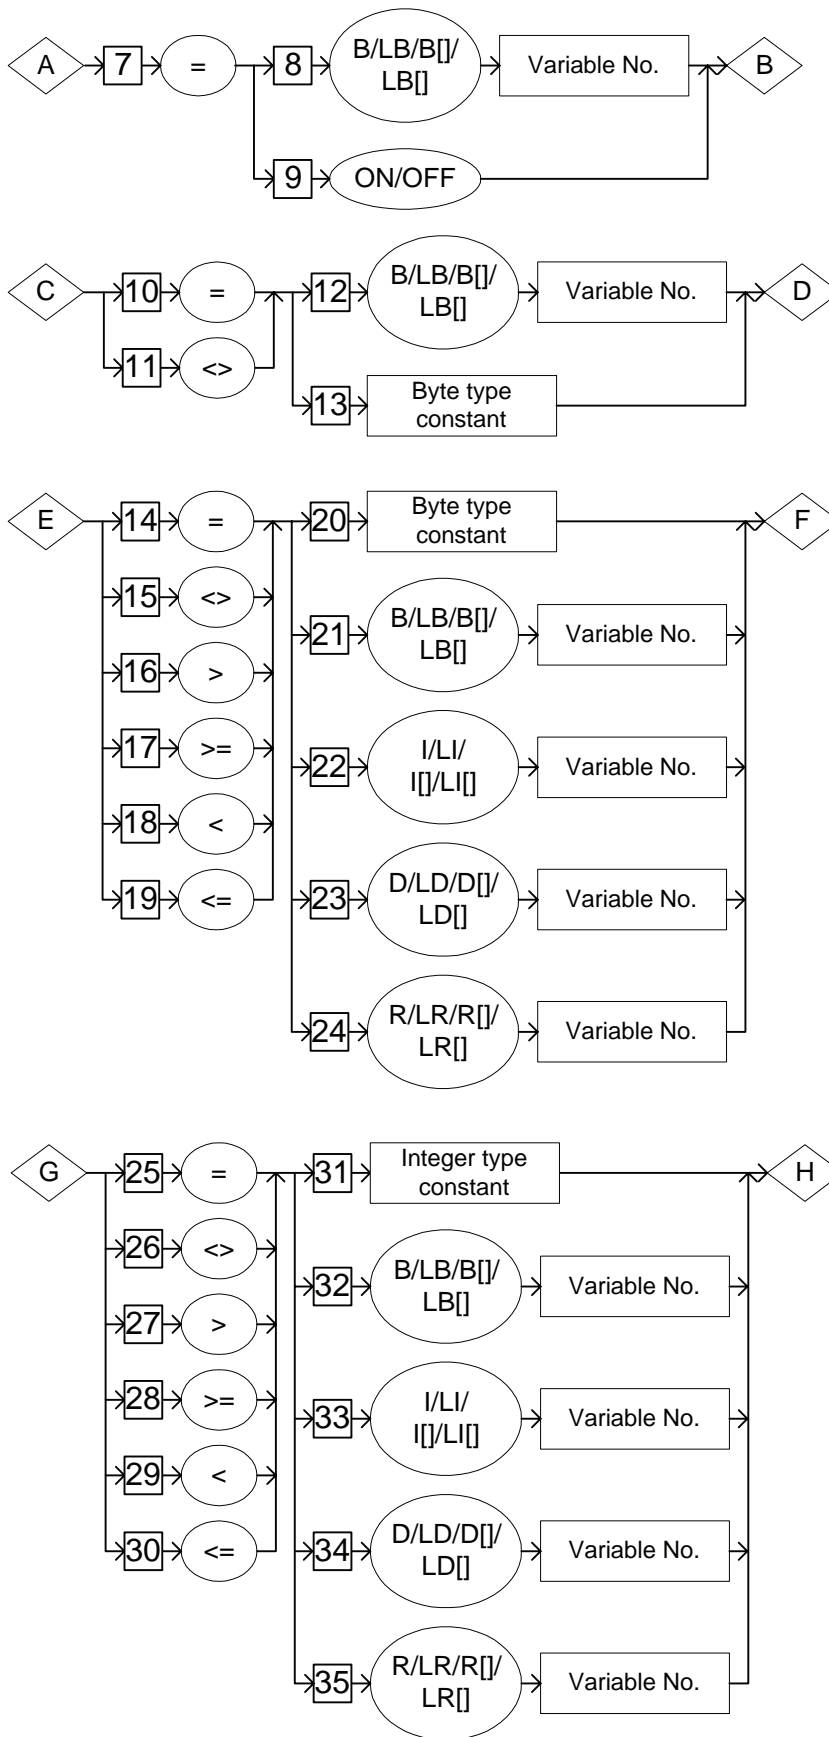 A 7 = 8 B/LB/B[]/ Variable No. B
LB[]
9 ON/OFF
C 10 = 12 B/LB/B[]/ Variable No. D
LB[]
11 <>
13 Byte type
constant
E 14 = 20 Byte type F
constant
15 <>
21 B/LB/B[]/ Variable No.
LB[]
16 >
17 >= 22 I/LI/ Variable No.
I[]/LI[]
18 <
19 <= 23 D/LD/D[]/ Variable No.
LD[]
24 R/LR/R[]/ Variable No.
LR[]
G 25 = 31 Integer type H
constant
26 <>
32 B/LB/B[]/ Variable No.
LB[]
27 >
28 >= 33 I/LI/ Variable No.
I[]/LI[]
29 <
30 <= 34 D/LD/D[]/ Variable No.
LD[]
35 R/LR/R[]/ Variable No.
LR[]